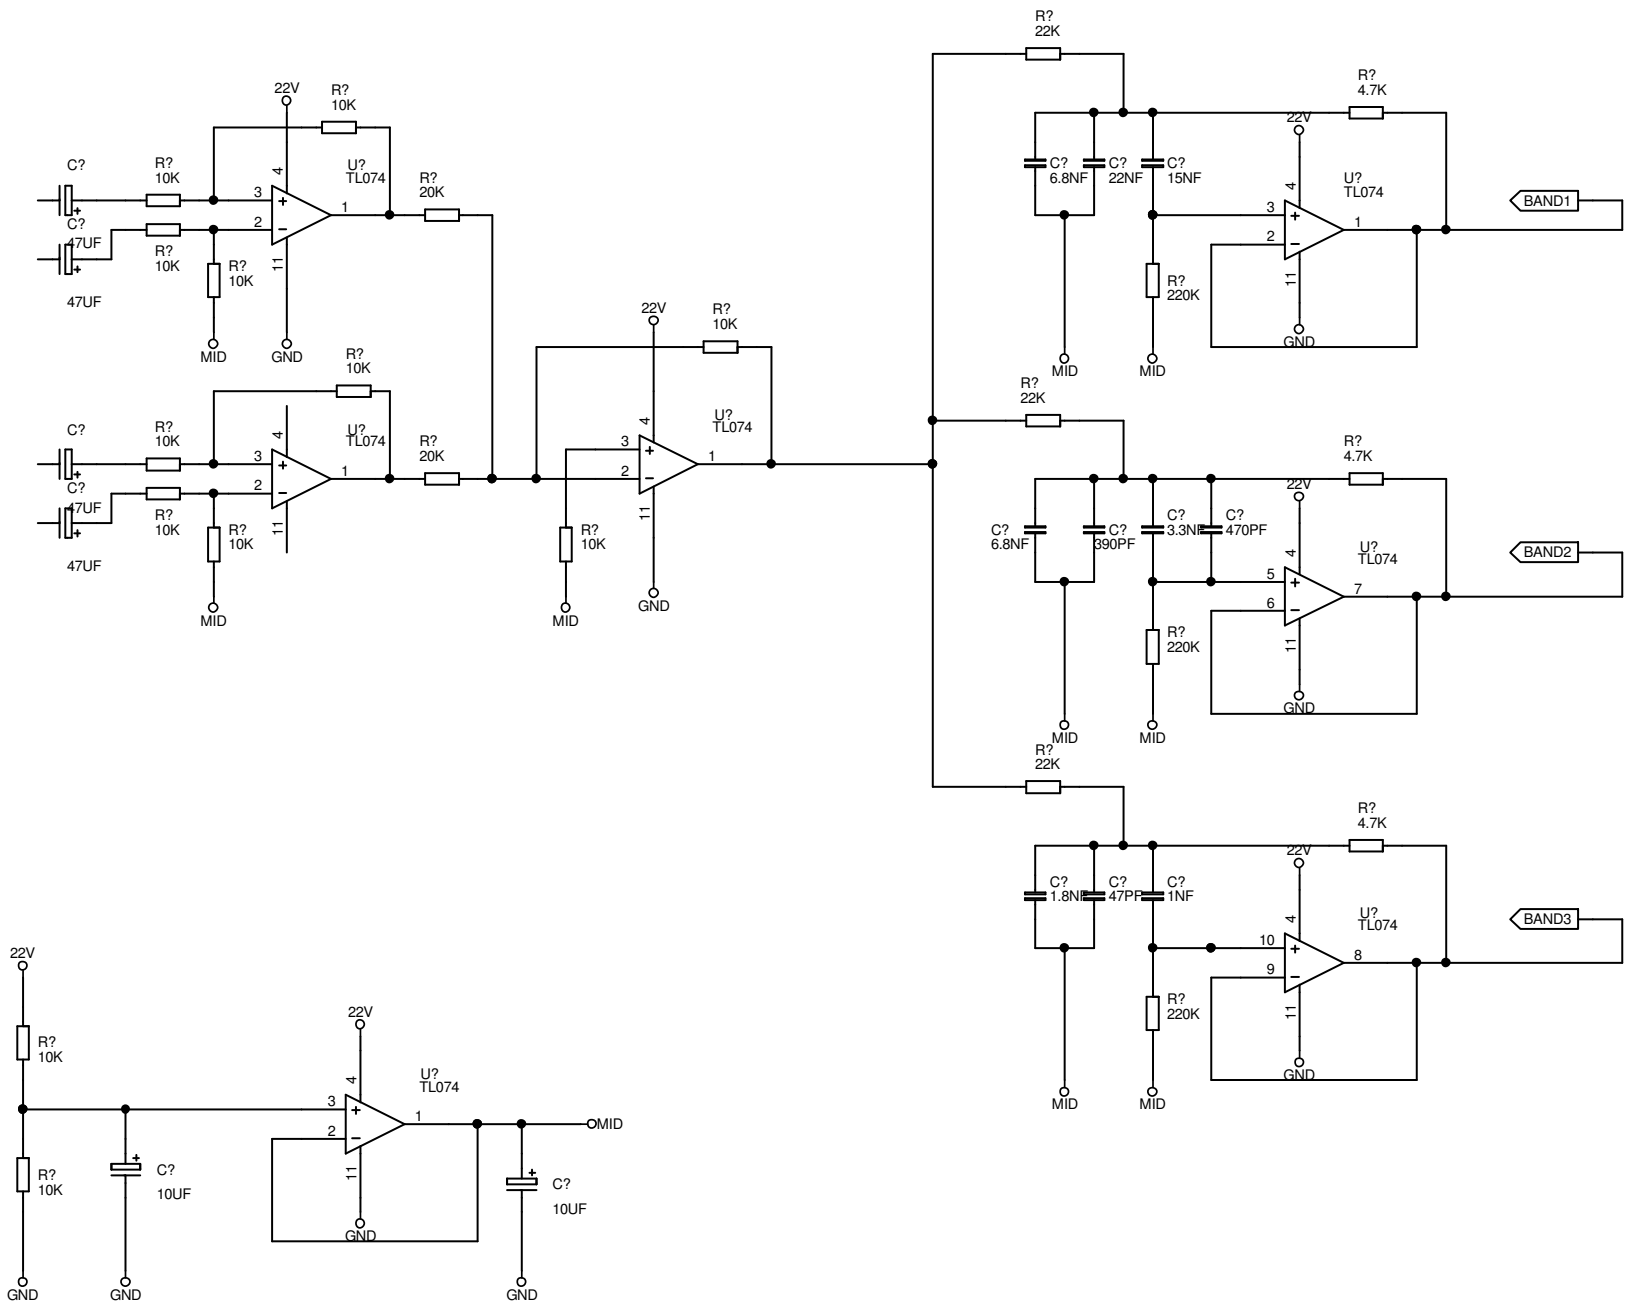 R?
22K
R?
4.7K
22V
C?
6.8NF
C?
22NF
C?
15NF
4
U?
TL074
3
+
1
2
−
11
R?
220K
GND
MID
MID
BAND1
22V
R?
10K
C?
R?
10K
4
U?
TL074
3
+
1
2
−
11
R?
20K
C?
47UF
R?
10K
R?
10K
47UF
MID
GND
R?
10K
C?
R?
10K
4
U?
TL074
3
+
1
2
−
11
R?
20K
C?
47UF
R?
10K
R?
10K
47UF
MID
22V
R?
10K
4
U?
TL074
3
+
1
2
−
11
R?
10K
MID
GND
R?
22K
R?
4.7K
22V
C?
6.8NF
C?
390PF
C?
3.3NF
C?
470PF
4
U?
TL074
5
+
7
6
−
11
R?
220K
GND
MID
MID
BAND2
R?
22K
R?
4.7K
22V
C?
1.8NF
C?
47PF
C?
1NF
4
U?
TL074
10
+
8
9
−
11
R?
220K
GND
MID
MID
BAND3
22V
R?
10K
R?
10K
GND
+
C?
10UF
GND
22V
4
U?
TL074
3
+
1
2
−
11
GND
MID
+
C?
10UF
GND